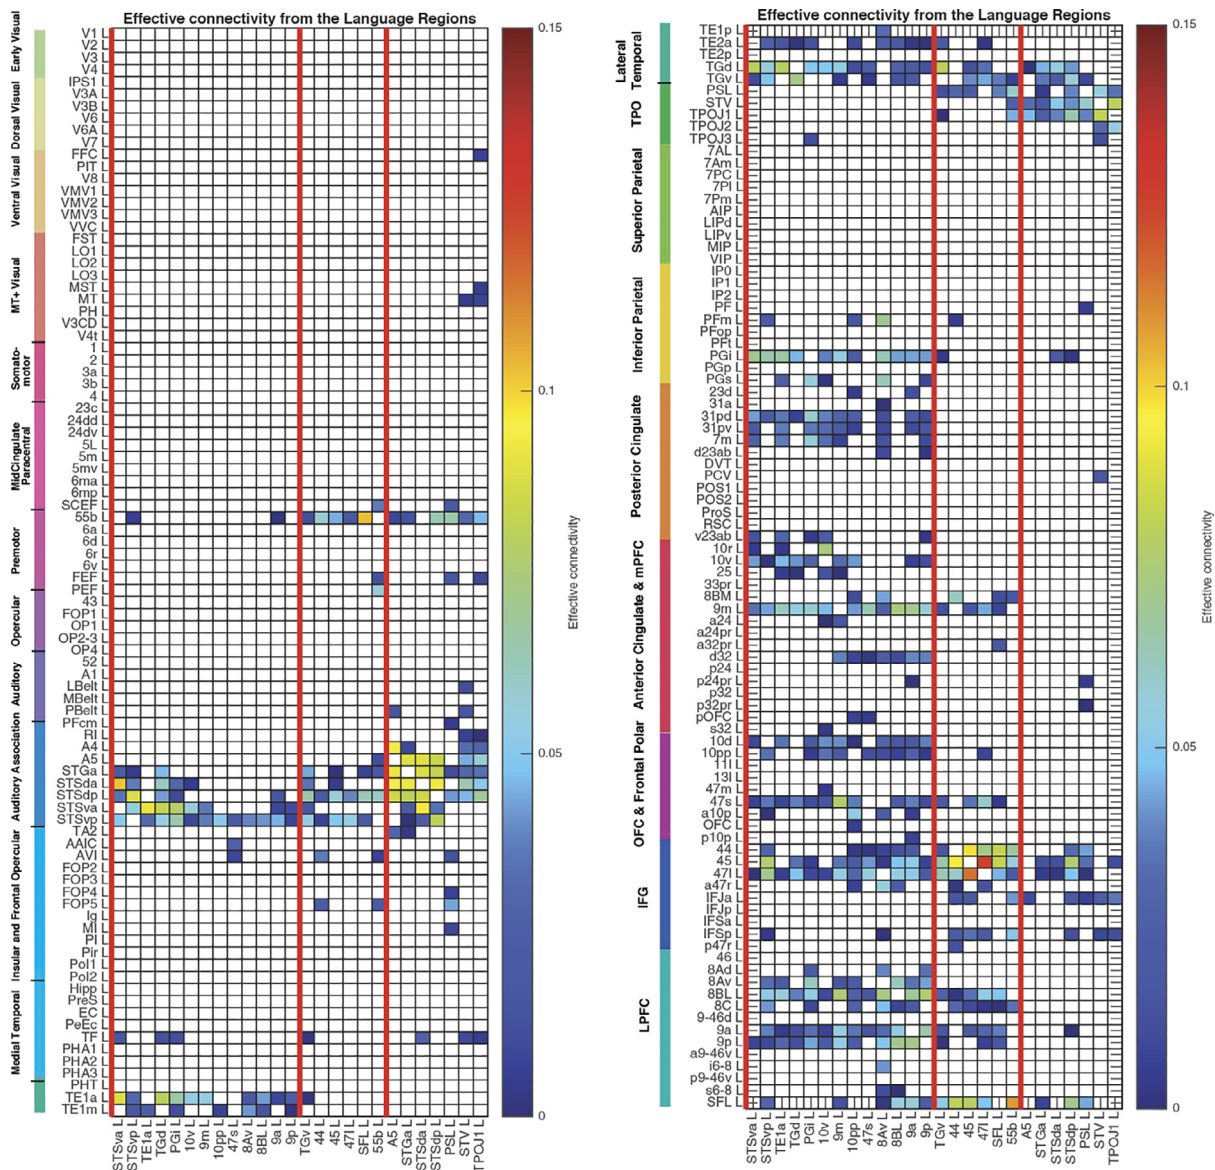 Effective connectivity from the Language Regions
Early Visual
Dorsal Visual
Ventral Visual
MT+ Visual
Somato-
motor
MidCingulate
Paracentral
Premotor
Opercular
Auditory
Auditory Association
Insular and Frontal Opercular
Medial Temporal
V1 L
V2 L
V3 L
V4 L
IPS1 L
V3A L
V3B L
V6 L
V6A L
V7 L
FFC L
PIT L
V8 L
VMV1 L
VMV2 L
VMV3 L
VVC L
FST L
LO1 L
LO2 L
LO3 L
MST L
MT L
PH L
V3CD L
V4t L
1 L
2 L
3a L
3b L
4 L
23c L
24dd L
24dv L
5L L
5m L
5mv L
6ma L
6mp L
SCEF L
55b L
6a L
6d L
6r L
6v L
FEF L
PEF L
43 L
FOP1 L
OP1 L
OP2-3 L
OP4 L
52 L
A1 L
LBelt L
MBelt L
PBelt L
PFcm L
RI L
A4 L
A5 L
STGa L
STSda L
STSdp L
STSva L
STSvp L
TA2 L
AAIC L
AVI L
FOP2 L
FOP3 L
FOP4 L
FOP5 L
Ig L
MI L
PI L
Pir L
PoI1 L
PoI2 L
Hipp L
PreS L
EC L
PeEc L
TF L
PHA1 L
PHA2 L
PHA3 L
PHT L
TE1a L
TE1m L
STSva L
STSvp L
TE1a L
TGd L
PGi L
10v L
9m L
10pp L
47s L
8Av L
8BL L
9a L
9p L
TGv L
44 L
45 L
47l L
SFL L
55b L
A5 L
STGa L
STSda L
STSdp L
PSL L
STV L
TPOJ1 L
0.15
0.1
0.05
0
Effective connectivity
Effective connectivity from the Language Regions
Lateral
Temporal
TPO
Superior Parietal
Inferior Parietal
Posterior Cingulate
Anterior Cingulate & mPFC
OFC & Frontal Polar
IFG
LPFC
TE1p L
TE2a L
TE2p L
TGd L
TGv L
PSL L
STV L
TPOJ1 L
TPOJ2 L
TPOJ3 L
7AL L
7Am L
7PC L
7Pl L
7Pm L
AIP L
LIPd L
LIPv L
MIP L
VIP L
IP0 L
IP1 L
IP2 L
PF L
PFm L
PFop L
PFt L
PGi L
PGp L
PGs L
23d L
31a L
31pd L
31pv L
7m L
d23ab L
DVT L
PCV L
POS1 L
POS2 L
ProS L
RSC L
v23ab L
10r L
10v L
25 L
33pr L
8BM L
9m L
a24 L
a24pr L
a32pr L
d32 L
p24 L
p24pr L
p32 L
p32pr L
pOFC L
s32 L
10d L
10pp L
11l L
13l L
47m L
47s L
a10p L
OFC L
p10p L
44 L
45 L
47l L
a47r L
IFJa L
IFJp L
IFSa L
IFSp L
p47r L
46 L
8Ad L
8Av L
8BL L
8C L
9-46d L
9a L
9p L
a9-46v L
i6-8 L
p9-46v L
s6-8 L
SFL L
STSva L
STSvp L
TE1a L
TGd L
PGi L
10v L
9m L
10pp L
47s L
8Av L
8BL L
9a L
9p L
TGv L
44 L
45 L
47l L
SFL L
55b L
A5 L
STGa L
STSda L
STSdp L
PSL L
STV L
TPOJ1 L
0.15
0.1
0.05
0
Effective connectivity